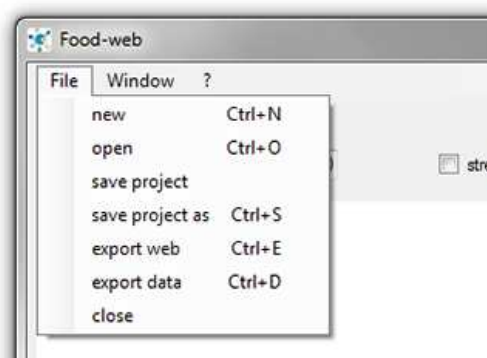 Food-web
File Window ?
new Ctrl+N
open Ctrl+O
save project
save project as Ctrl+S
export web Ctrl+E
export data Ctrl+D
close